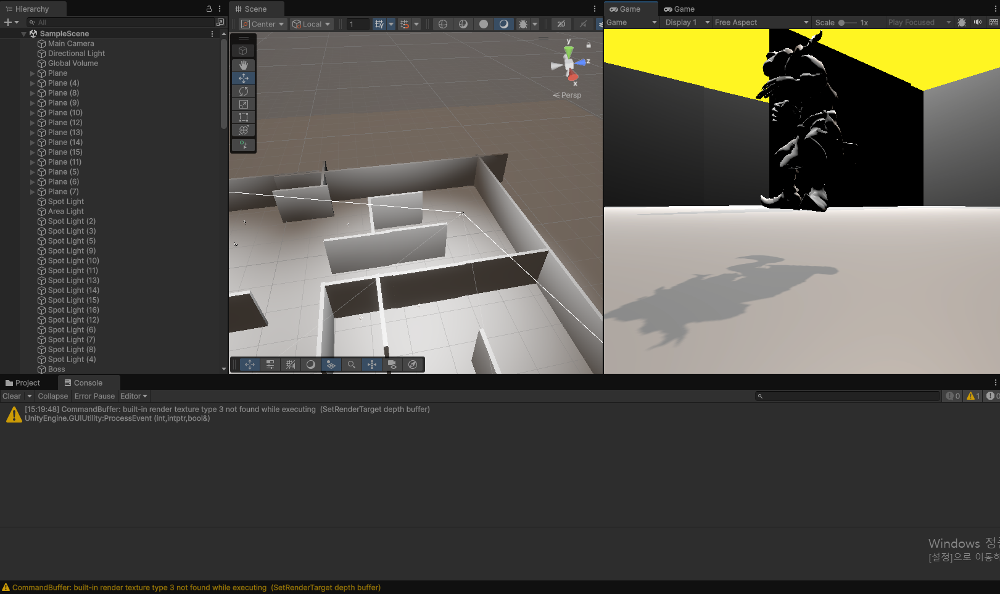 Hierarchy
All
SampleScene
Main Camera
Directional Light
Global Volume
Plane
Plane (4)
Plane (8)
Plane (9)
Plane (10)
Plane (12)
Plane (13)
Plane (14)
Plane (15)
Plane (11)
Plane (5)
Plane (6)
Plane (7)
Spot Light
Area Light
Spot Light (2)
Spot Light (3)
Spot Light (5)
Spot Light (9)
Spot Light (10)
Spot Light (11)
Spot Light (13)
Spot Light (14)
Spot Light (15)
Spot Light (16)
Spot Light (12)
Spot Light (6)
Spot Light (7)
Spot Light (8)
Spot Light (4)
Boss
Scene
Center Local 1 2D
y
z
x
Persp
Game Game
Game Display 1 Free Aspect Scale 1x Play Focused
Project Console
Clear Collapse Error Pause Editor 0 1 0
[15:19:48] CommandBuffer: built-in render texture type 3 not found while executing (SetRenderTarget depth buffer)
UnityEngine.GUIUtility:ProcessEvent (int,intptr,bool&)
Windows 정
[설정]으로 이동하
CommandBuffer: built-in render texture type 3 not found while executing (SetRenderTarget depth buffer)